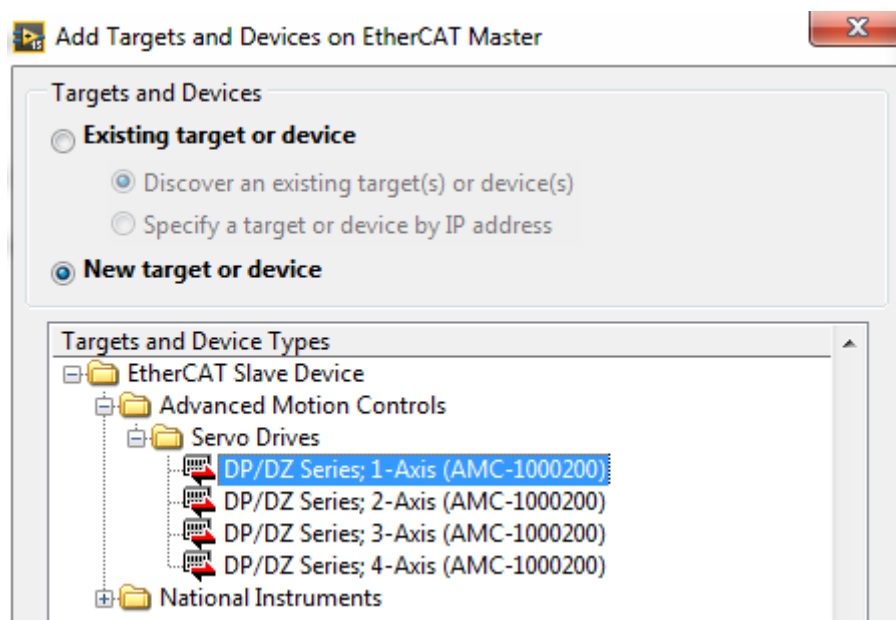 Add Targets and Devices on EtherCAT Master
Targets and Devices
Existing target or device
Discover an existing target(s) or device(s)
Specify a target or device by IP address
New target or device
Targets and Device Types
EtherCAT Slave Device
Advanced Motion Controls
Servo Drives
DP/DZ Series; 1-Axis (AMC-1000200)
DP/DZ Series; 2-Axis (AMC-1000200)
DP/DZ Series; 3-Axis (AMC-1000200)
DP/DZ Series; 4-Axis (AMC-1000200)
National Instruments